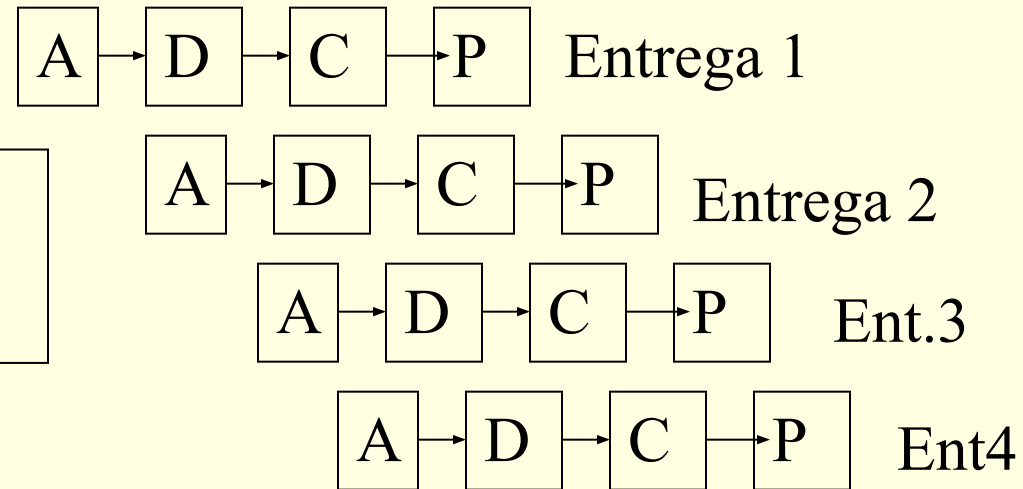 A D C P Entrega 1
A D C P Entrega 2
A D C P Ent.3
A D C P Ent4